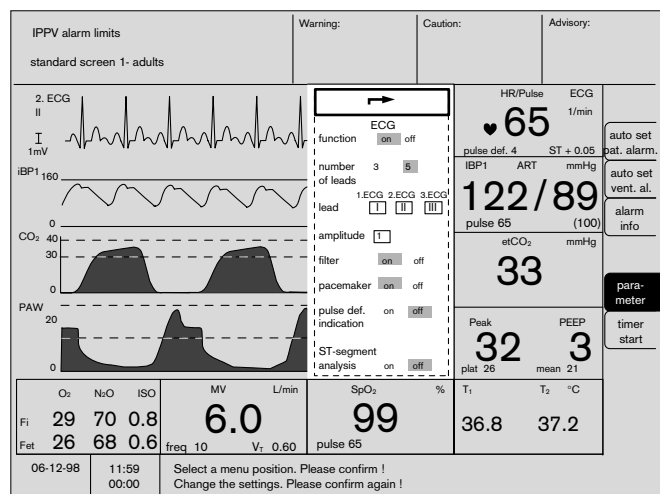 IPPV alarm limits
standard screen 1- adults
Warning:
Caution:
Advisory:
2. ECG
II
1mV
iBP1 160
0
CO₂ 40
30
0
PAW
20
0
ECG
function on off
number of leads 3 5
1.ECG 2.ECG 3.ECG
lead I II III
amplitude 1
filter on off
pacemaker on off
pulse def. indication on off
ST-segment analysis on off
HR/Pulse ECG
65 1/min
pulse def. 4 ST + 0.05
IBP1 ART mmHg
122/89
pulse 65 (100)
etCO₂ mmHg
33
Peak PEEP
32 3
plat 26 mean 21
auto set
pat. alarm.
auto set
vent. al.
alarm
info
para-
meter
timer
start
O₂ N₂O ISO
Fi 29 70 0.8
Fet 26 68 0.6
MV L/min
6.0
freq 10 V_T 0.60
SpO₂ %
99
pulse 65
T₁ T₂ °C
36.8 37.2
06-12-98 11:59
00:00
Select a menu position. Please confirm !
Change the settings. Please confirm again !